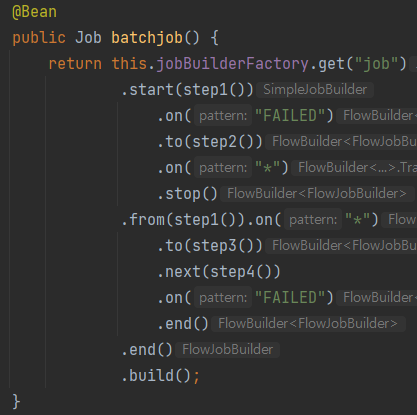 @Bean
public Job batchjob() {
return this.jobBuilderFactory.get("job")
.start(step1()) SimpleJobBuilder
.on( pattern: "FAILED") FlowBuilder<
.to(step2()) FlowBuilder<FlowJobBu
.on( pattern: "*") FlowBuilder<...>.Tra
.stop() FlowBuilder<FlowJobBuilder>
.from(step1()).on( pattern: "*") Flow
.to(step3()) FlowBuilder<FlowJobBu
.next(step4())
.on( pattern: "FAILED") FlowBuilder<
.end() FlowBuilder<FlowJobBuilder>
.end() FlowJobBuilder
.build();
}